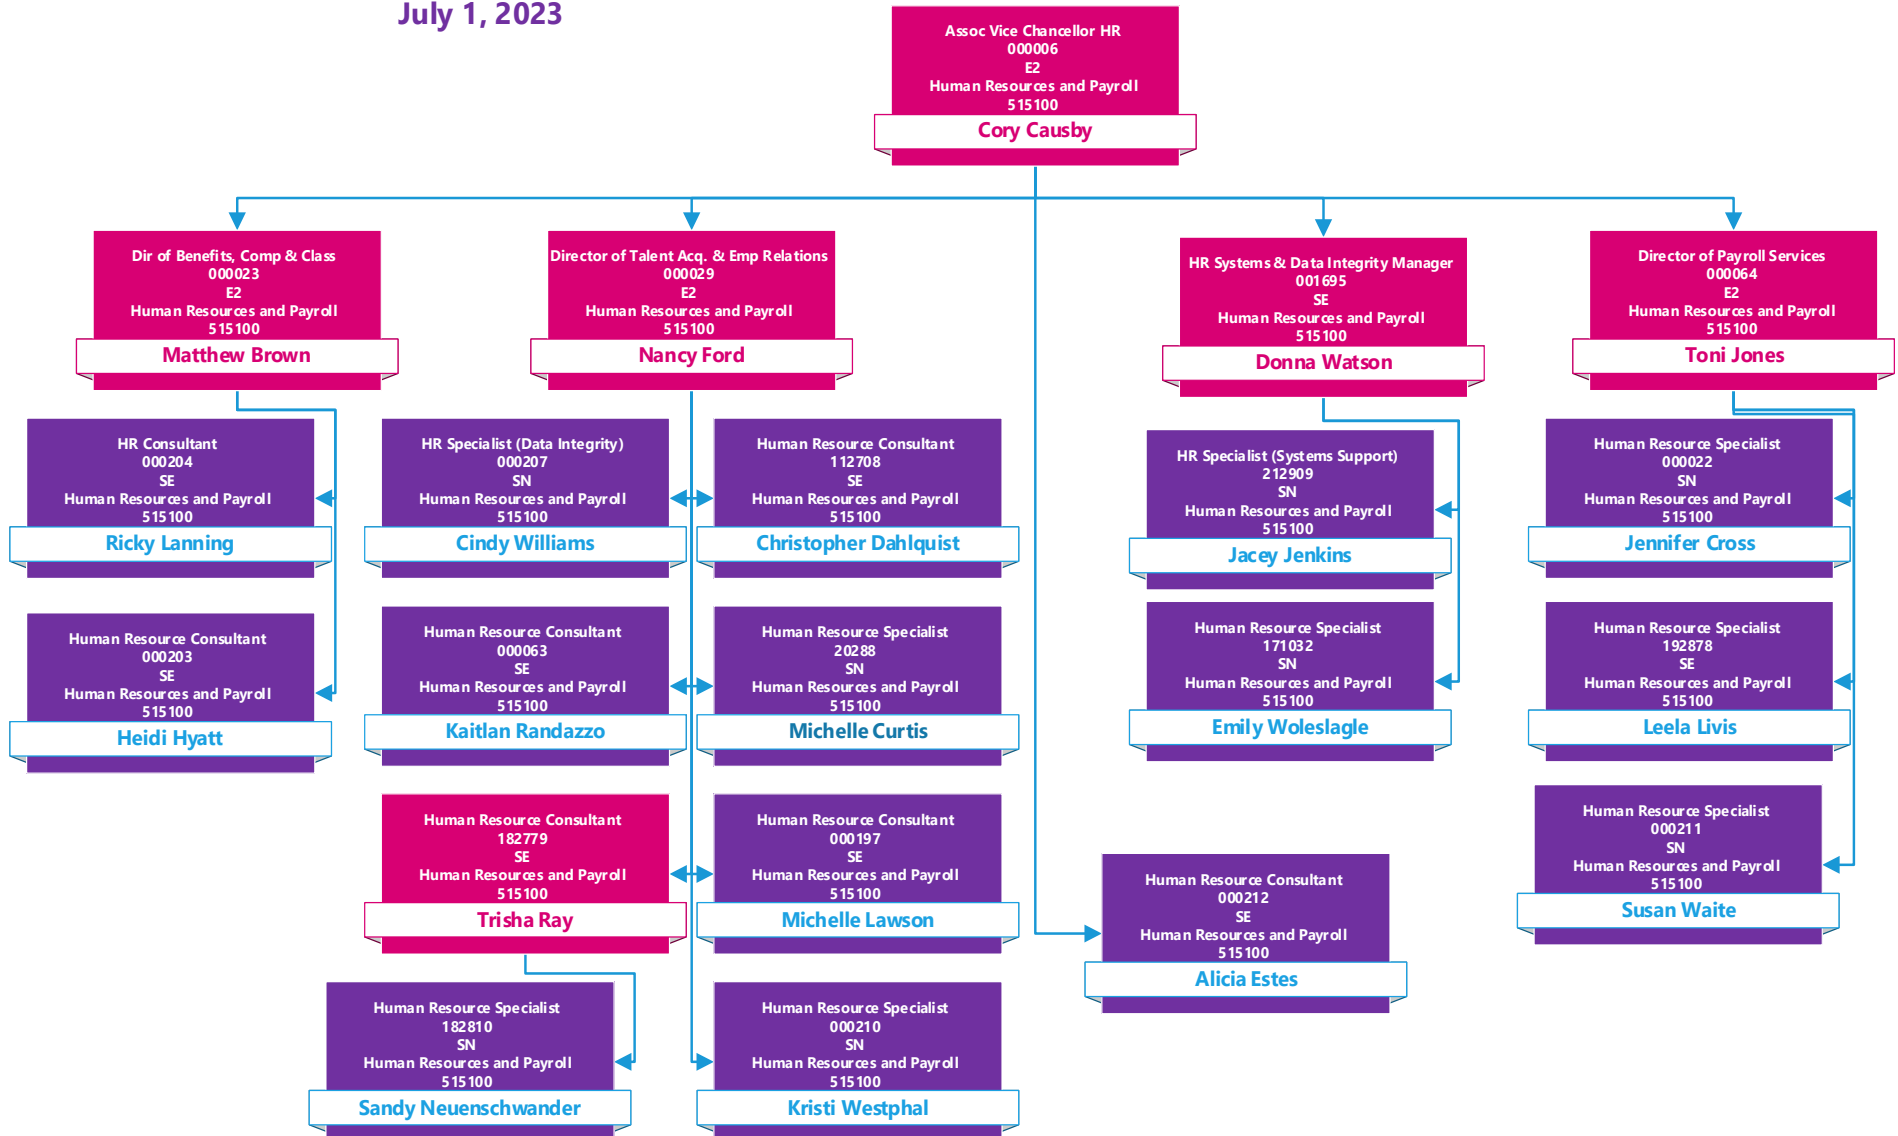 July 1, 2023
Assoc Vice Chancellor HR
000006
E2
Human Resources and Payroll
515100
Cory Causby
Dir of Benefits, Comp & Class
000023
E2
Human Resources and Payroll
515100
Matthew Brown
Director of Talent Acq. & Emp Relations
000029
E2
Human Resources and Payroll
515100
Nancy Ford
HR Systems & Data Integrity Manager
001695
SE
Human Resources and Payroll
515100
Donna Watson
Director of Payroll Services
000064
E2
Human Resources and Payroll
515100
Toni Jones
HR Consultant
000204
SE
Human Resources and Payroll
515100
Ricky Lanning
HR Specialist (Data Integrity)
000207
SN
Human Resources and Payroll
515100
Cindy Williams
Human Resource Consultant
112708
SE
Human Resources and Payroll
515100
Christopher Dahlquist
HR Specialist (Systems Support)
212909
SN
Human Resources and Payroll
515100
Jacey Jenkins
Human Resource Specialist
000022
SN
Human Resources and Payroll
515100
Jennifer Cross
Human Resource Consultant
000203
SE
Human Resources and Payroll
515100
Heidi Hyatt
Human Resource Consultant
000063
SE
Human Resources and Payroll
515100
Kaitlan Randazzo
Human Resource Specialist
20288
SN
Human Resources and Payroll
515100
Michelle Curtis
Human Resource Specialist
171032
SN
Human Resources and Payroll
515100
Emily Woleslagle
Human Resource Specialist
192878
SE
Human Resources and Payroll
515100
Leela Livis
Human Resource Consultant
182779
SE
Human Resources and Payroll
515100
Trisha Ray
Human Resource Consultant
000197
SE
Human Resources and Payroll
515100
Michelle Lawson
Human Resource Consultant
000212
SE
Human Resources and Payroll
515100
Alicia Estes
Human Resource Specialist
000211
SN
Human Resources and Payroll
515100
Susan Waite
Human Resource Specialist
182810
SN
Human Resources and Payroll
515100
Sandy Neuenschwander
Human Resource Specialist
000210
SN
Human Resources and Payroll
515100
Kristi Westphal